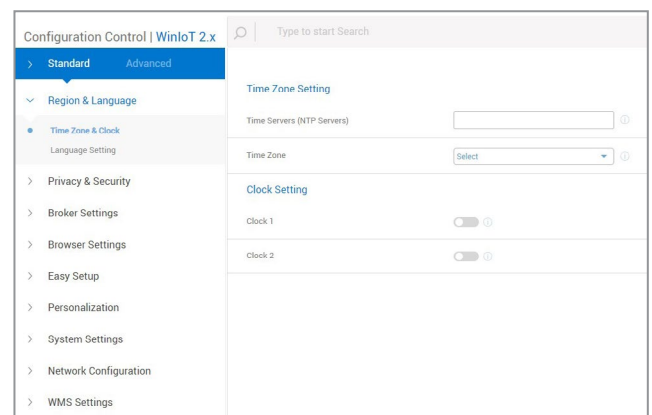 Configuration Control | WinIoT 2.x
Type to start Search
Standard Advanced
Region & Language
Time Zone & Clock
Language Setting
Privacy & Security
Broker Settings
Browser Settings
Easy Setup
Personalization
System Settings
Network Configuration
WMS Settings
Time Zone Setting
Time Servers (NTP Servers)
Time Zone Select
Clock Setting
Clock 1
Clock 2